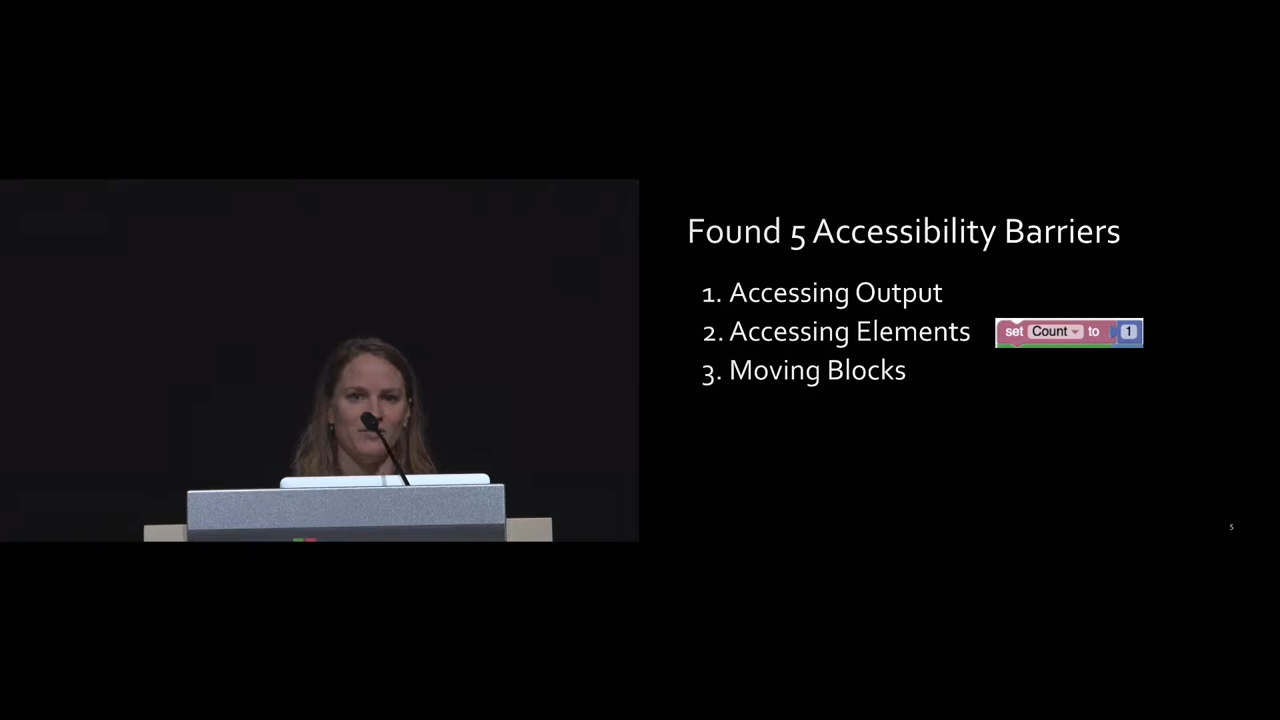 Found 5 Accessibility Barriers
1. Accessing Output
2. Accessing Elements
set Count to 1
3. Moving Blocks
5